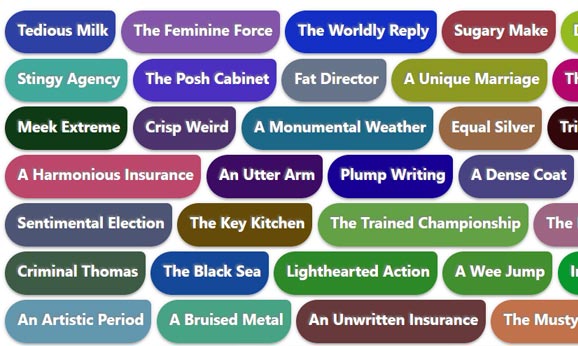 Tedious Milk The Feminine Force The Worldly Reply Sugary Make
Stingy Agency The Posh Cabinet Fat Director A Unique Marriage
Meek Extreme Crisp Weird A Monumental Weather Equal Silver
A Harmonious Insurance An Utter Arm Plump Writing A Dense Coat
Sentimental Election The Key Kitchen The Trained Championship The
Criminal Thomas The Black Sea Lighthearted Action A Wee Jump
An Artistic Period A Bruised Metal An Unwritten Insurance The Musty